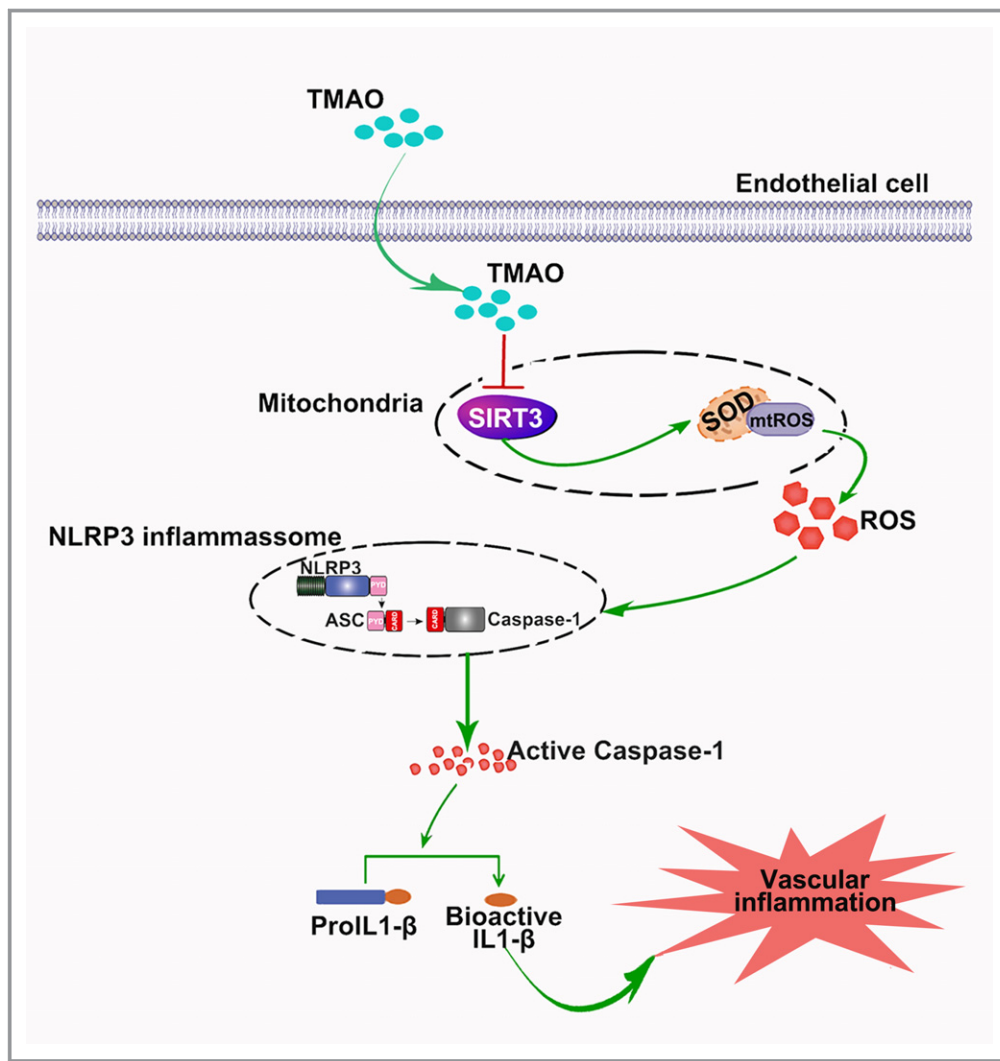 TMAO
Endothelial cell
TMAO
Mitochondria
SIRT3
SOD
mtROS
ROS
NLRP3 inflammassome
NLRP3
PYD
ASC
PYD
CARD
CARD
Caspase-1
Active Caspase-1
ProIL1-β
Bioactive
IL1-β
Vascular
inflammation